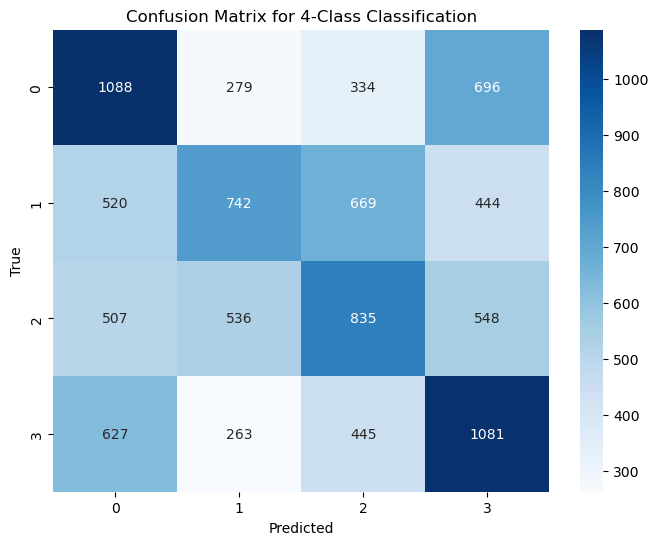 Confusion Matrix for 4-Class Classification
True
0 1088 279 334 696
1 520 742 669 444
2 507 536 835 548
3 627 263 445 1081
0 1 2 3
Predicted
1000
900
800
700
600
500
400
300